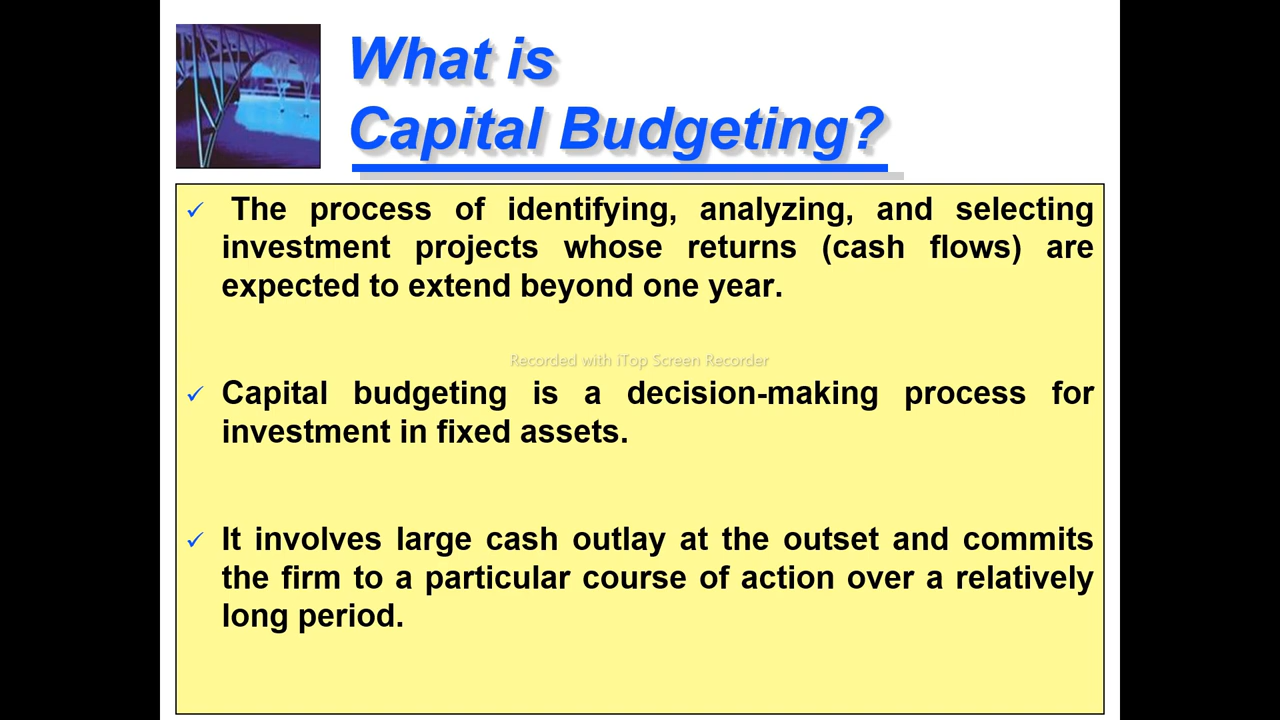 What is
Capital Budgeting?
✓ The process of identifying, analyzing, and selecting
investment projects whose returns (cash flows) are
expected to extend beyond one year.
Recorded with iTop Screen Recorder
✓ Capital budgeting is a decision-making process for
investment in fixed assets.
✓ It involves large cash outlay at the outset and commits
the firm to a particular course of action over a relatively
long period.